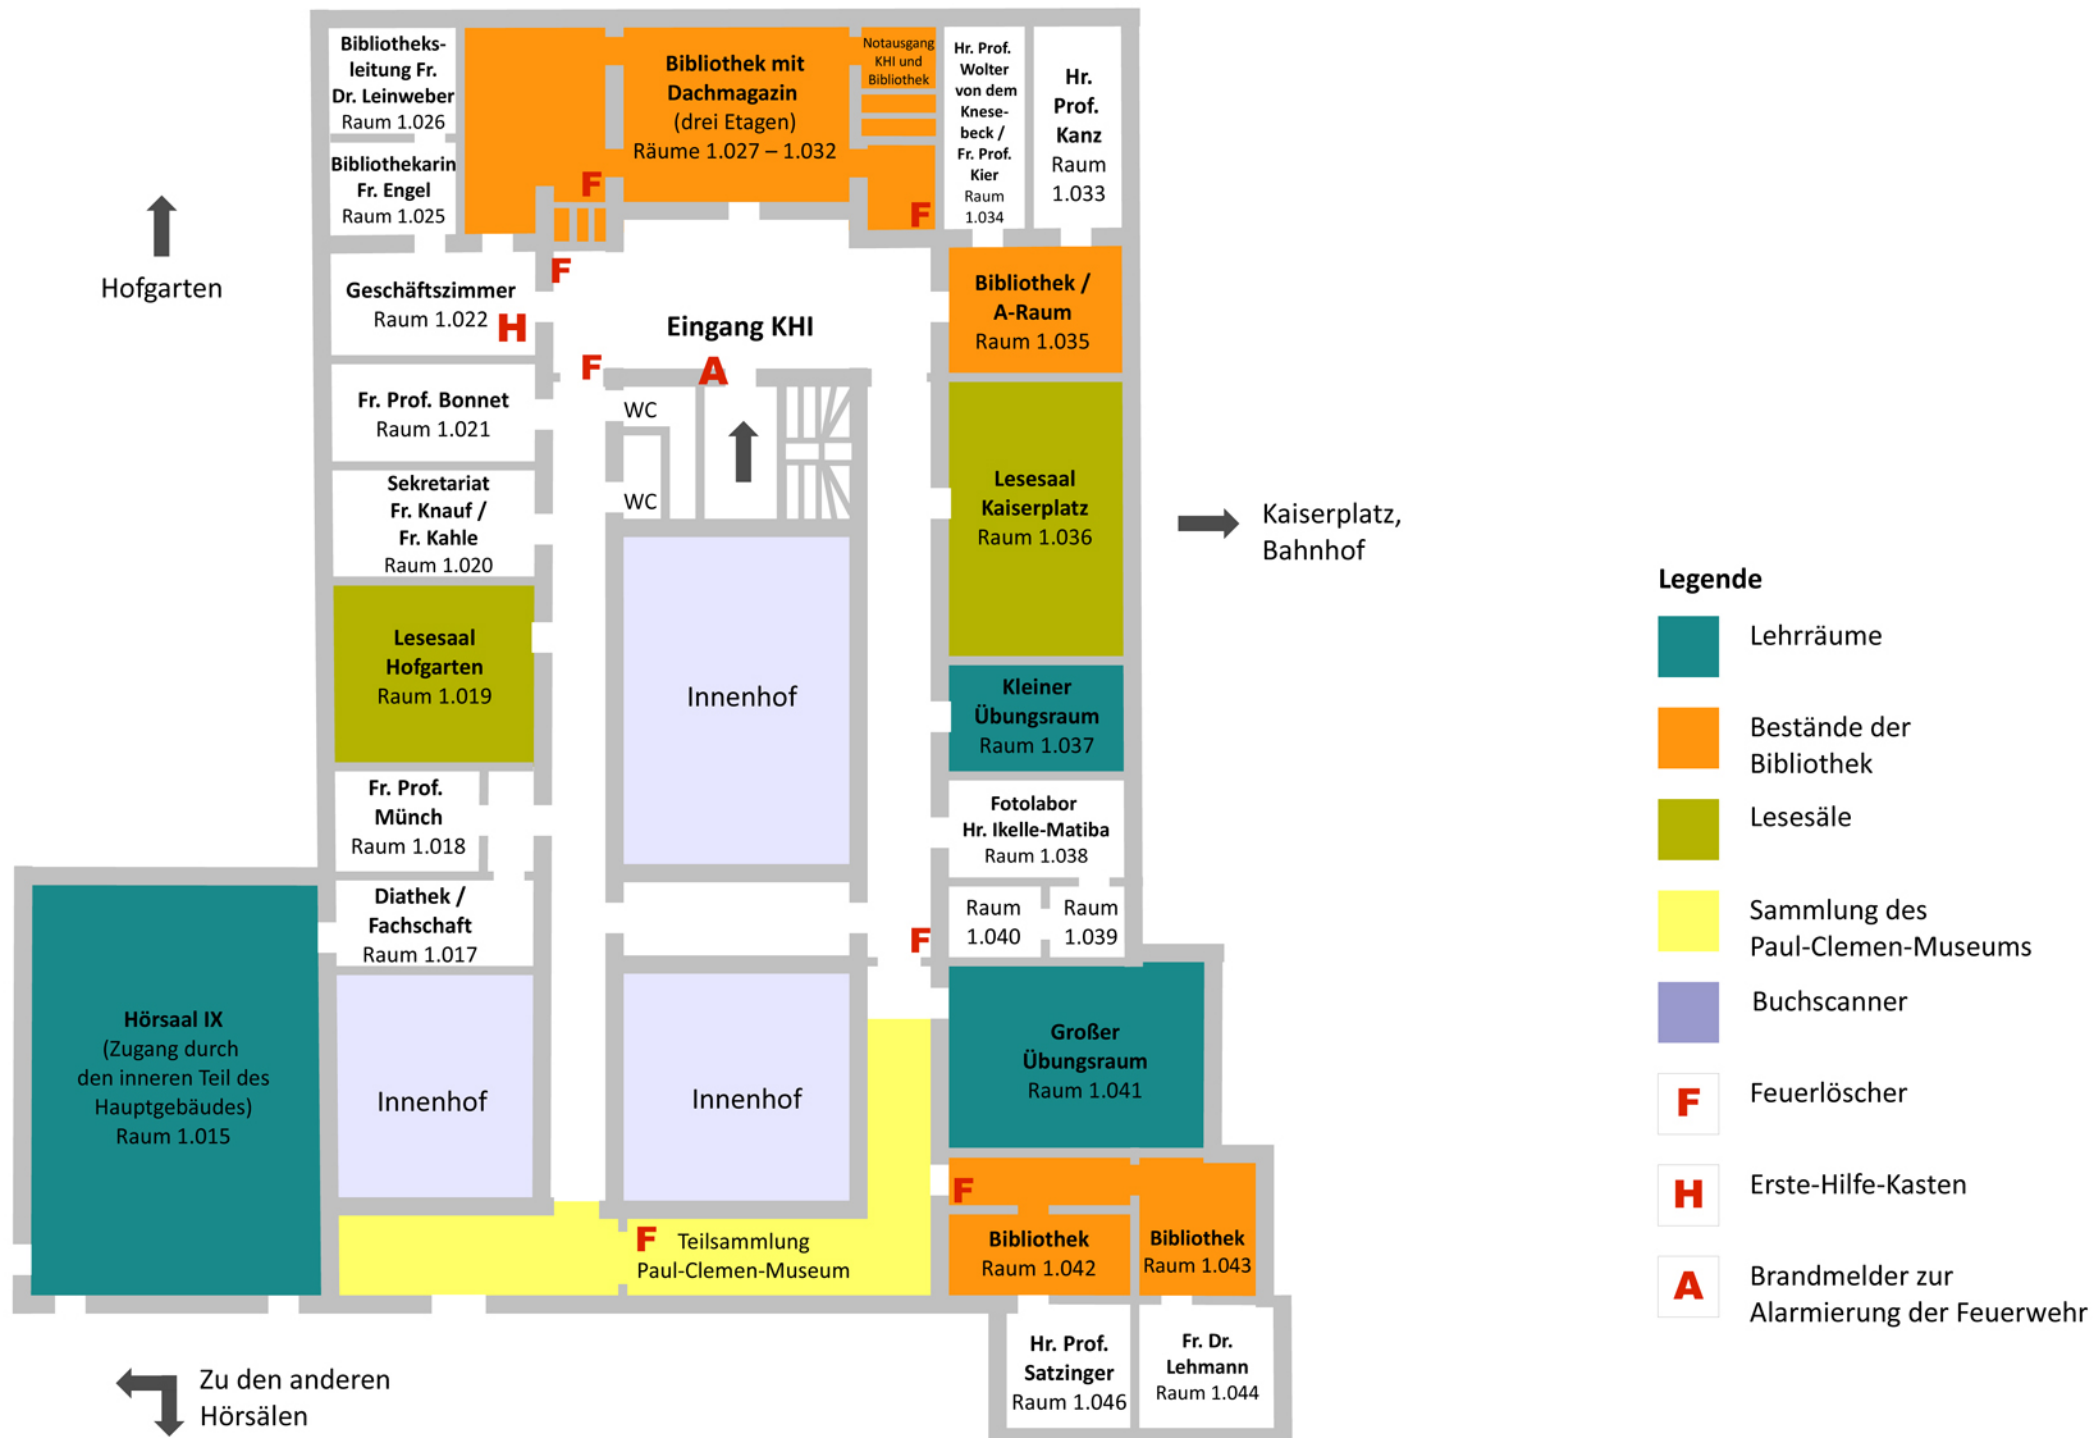 Bibliotheks-
leitung Fr.
Dr. Leinweber
Raum 1.026
Bibliothekarin
Fr. Engel
Raum 1.025
Bibliothek mit
Dachmagazin
(drei Etagen)
Räume 1.027 – 1.032
Notausgang
KHI und
Bibliothek
Hr. Prof.
Wolter
von dem
Knese-
beck /
Fr. Prof.
Kier
Raum
1.034
Hr.
Prof.
Kanz
Raum
1.033
F
F
F
Hofgarten
Geschäftszimmer
Raum 1.022
H
Eingang KHI
F
A
Bibliothek /
A-Raum
Raum 1.035
Fr. Prof. Bonnet
Raum 1.021
WC
WC
Sekretariat
Fr. Knauf /
Fr. Kahle
Raum 1.020
Lesesaal
Kaiserplatz
Raum 1.036
Kaiserplatz,
Bahnhof
Lesesaal
Hofgarten
Raum 1.019
Innenhof
Kleiner
Übungsraum
Raum 1.037
Fr. Prof.
Münch
Raum 1.018
Fotolabor
Hr. Ikelle-Matiba
Raum 1.038
Diathek /
Fachschaft
Raum 1.017
F
Raum
1.040
Raum
1.039
Hörsaal IX
(Zugang durch
den inneren Teil des
Hauptgebäudes)
Raum 1.015
Innenhof
Innenhof
Großer
Übungsraum
Raum 1.041
F
F
Teilsammlung
Paul-Clemen-Museum
Bibliothek
Raum 1.042
Bibliothek
Raum 1.043
Hr. Prof.
Satzinger
Raum 1.046
Fr. Dr.
Lehmann
Raum 1.044
Zu den anderen
Hörsälen
Legende
Lehrräume
Bestände der
Bibliothek
Lesesäle
Sammlung des
Paul-Clemen-Museums
Buchscanner
F
Feuerlöscher
H
Erste-Hilfe-Kasten
A
Brandmelder zur
Alarmierung der Feuerwehr